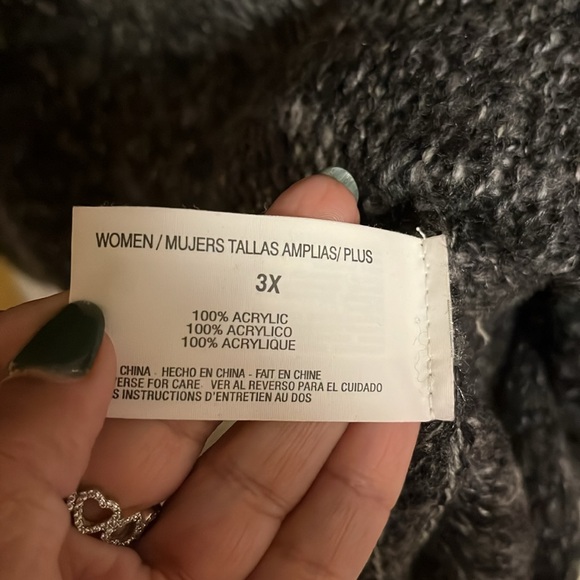 WOMEN / MUJERS TALLAS AMPLIAS/ PLUS
3X
100% ACRYLIC
100% ACRYLICO
100% ACRYLIQUE
CHINA · HECHO EN CHINA - FAIT EN CHINE
ERSE FOR CARE · VER AL REVERSO PARA EL CUIDADO
S INSTRUCTIONS D'ENTRETIEN AU DOS